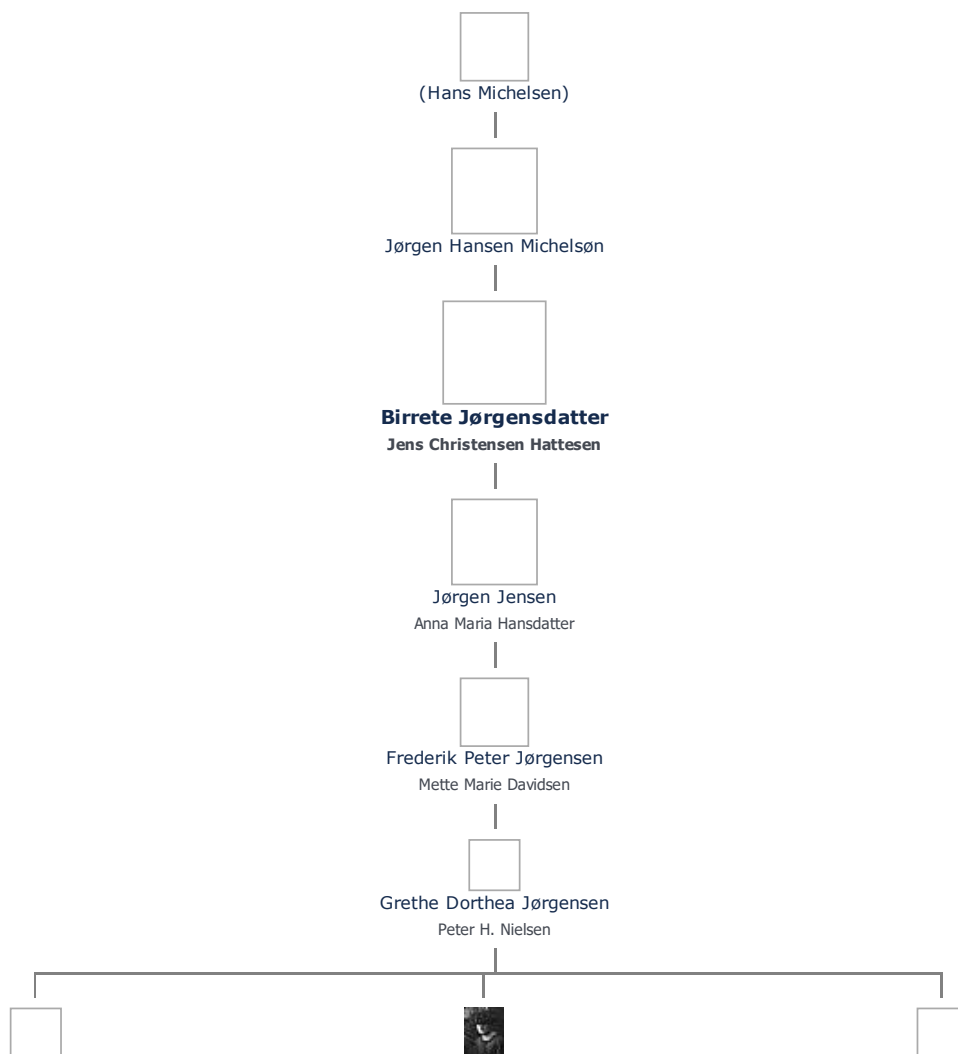 (Hans Michelsen)
Jørgen Hansen Michelsøn
Birrete Jørgensdatter
Jens Christensen Hattesen
Jørgen Jensen
Anna Maria Hansdatter
Frederik Peter Jørgensen
Mette Marie Davidsen
Grethe Dorthea Jørgensen
Peter H. Nielsen